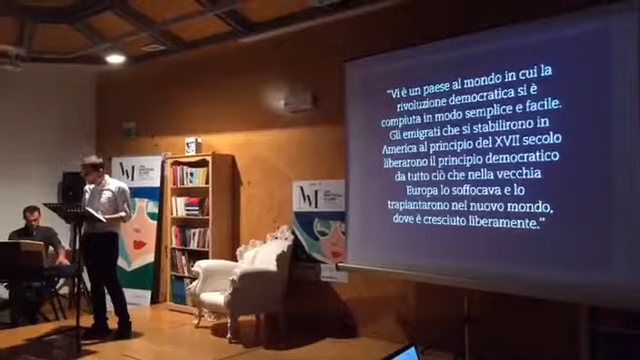 "Vi è un paese al mondo in cui la
rivoluzione democratica si è
compiuta in modo semplice e facile.
Gli emigrati che si stabilirono in
America al principio del XVII secolo
liberarono il principio democratico
da tutto ciò che nella vecchia
Europa lo soffocava e lo
trapiantarono nel nuovo mondo,
dove è cresciuto liberamente."